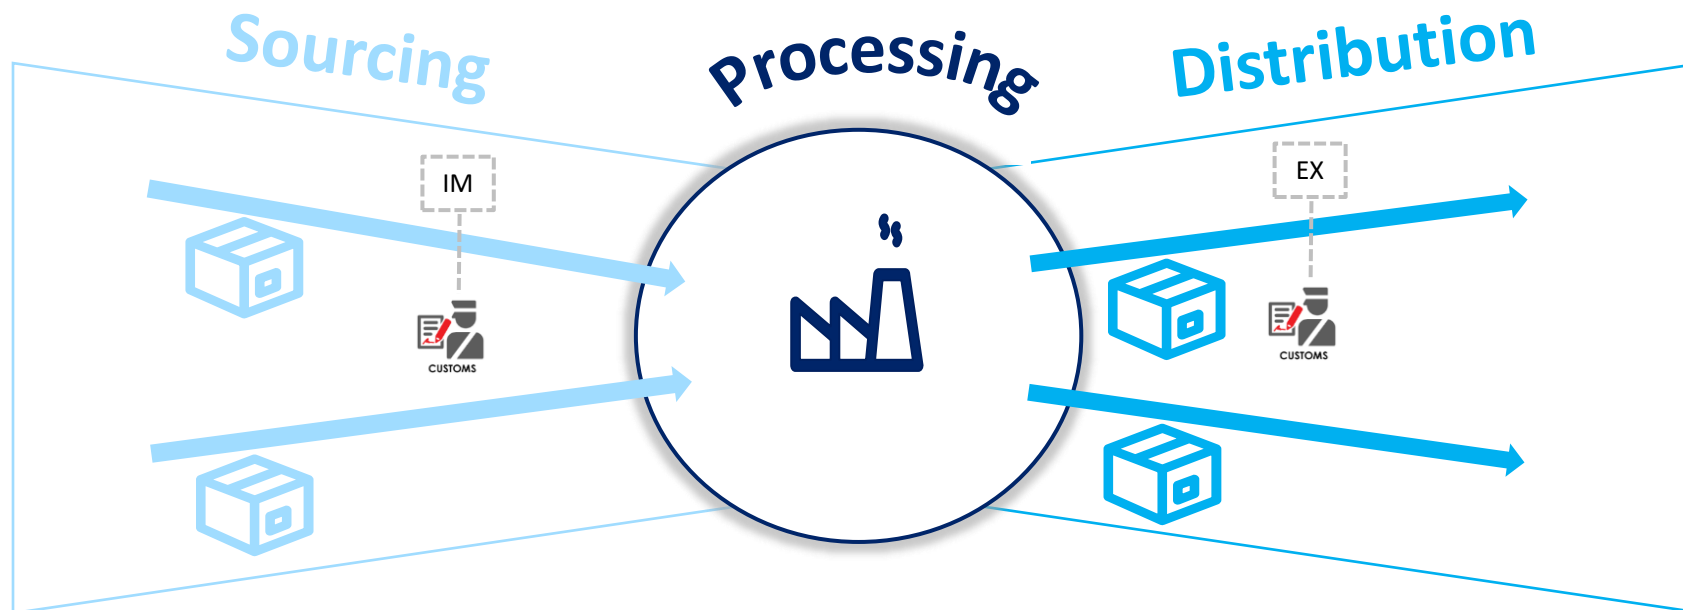 Sourcing
Processing
Distribution
IM
EX
CUSTOMS
CUSTOMS